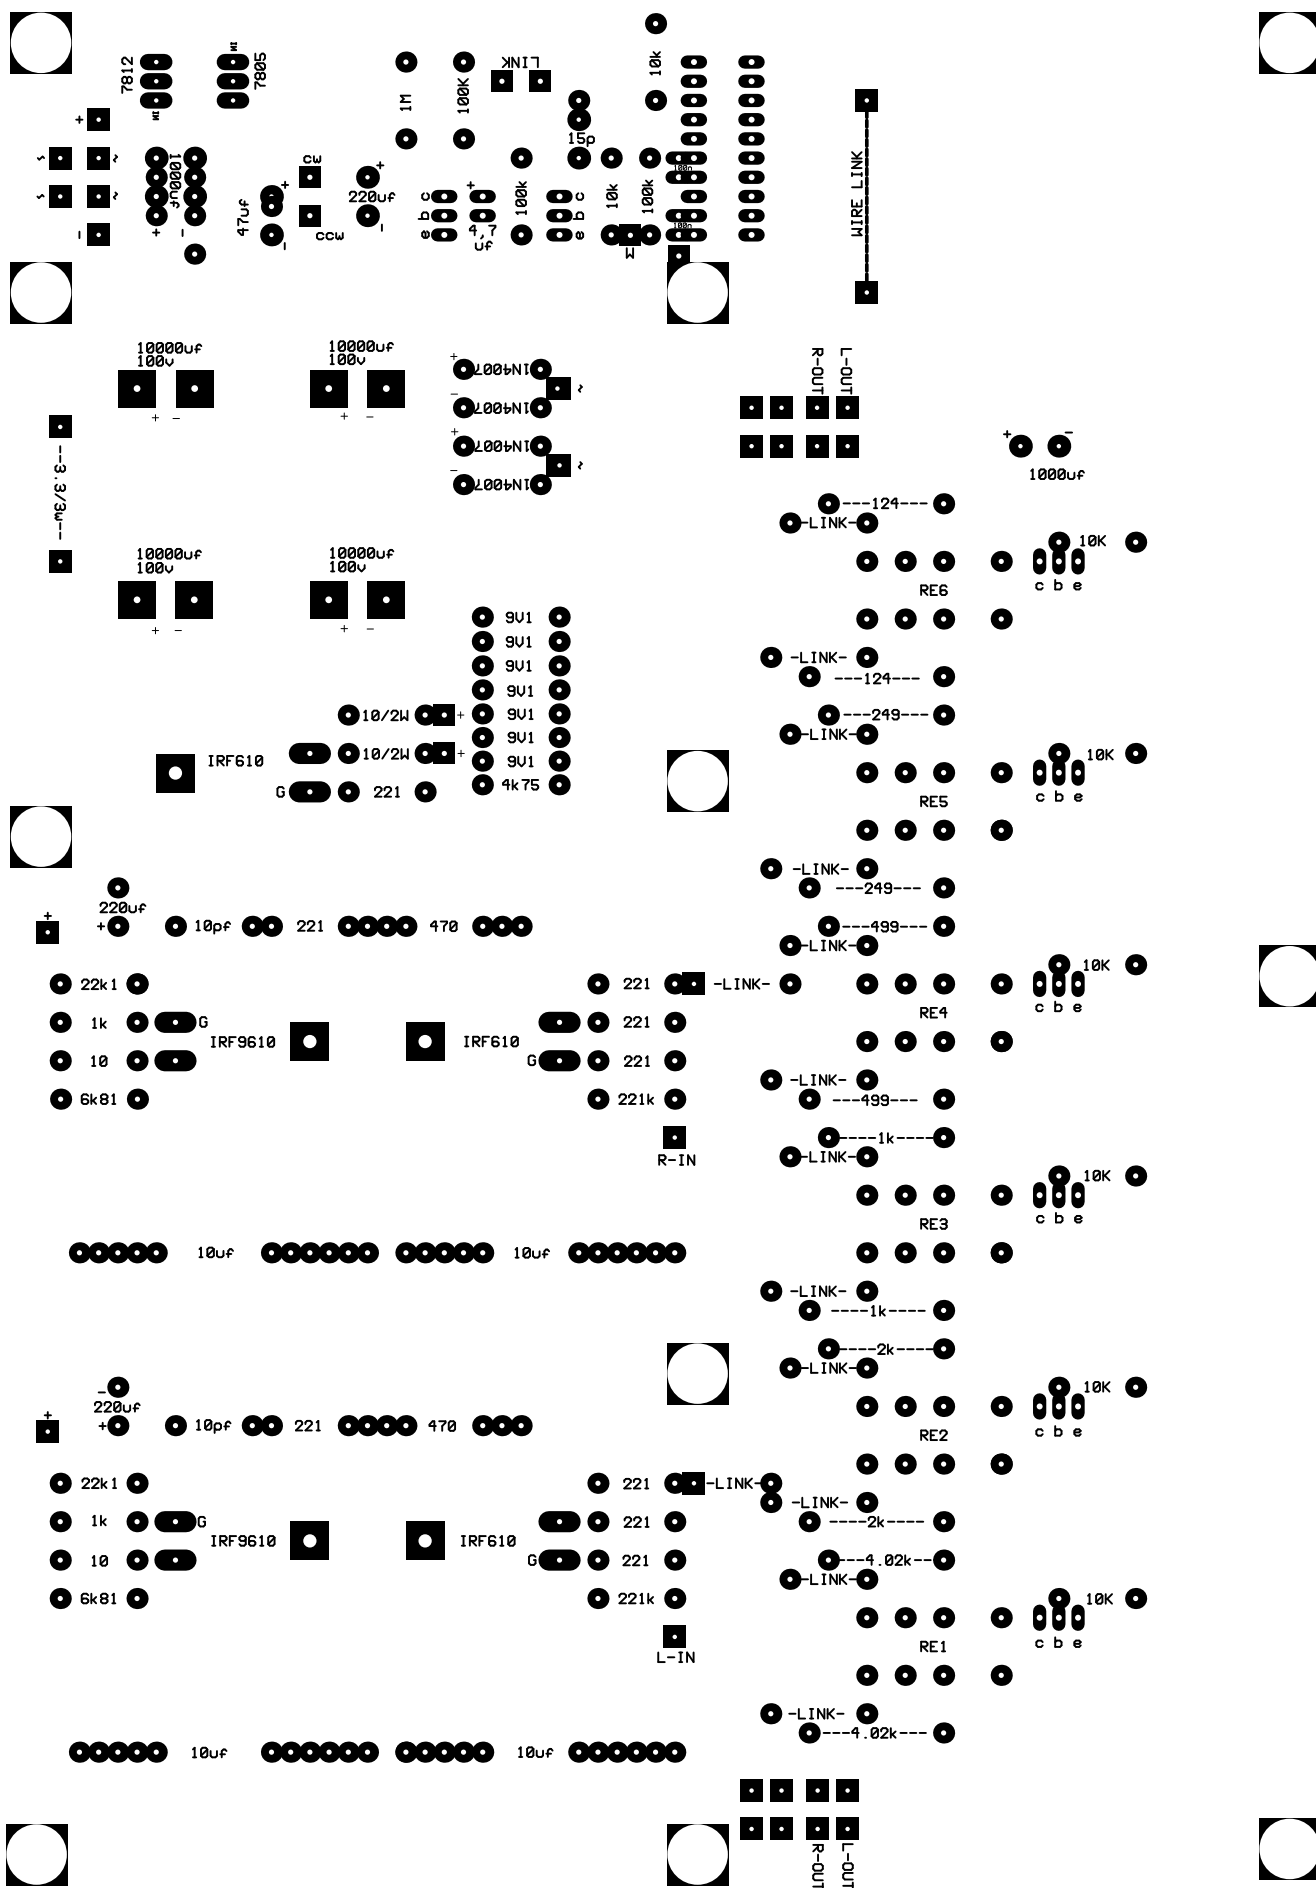 7812
IN
IN
7805
1M
100K
LINK
10k
15p
+
~
~
~
~
-
1000uf
+
-
47uf
+
-
cw
ccw
220uf
+
-
c
b
e
+
4,7
uf
100k
c
b
e
10k
100k
100n
100n
M
WIRE LINK
10000uf
100v
+ -
10000uf
100v
+ -
+
1N4007
~
-
1N4007
+
1N4007
~
-
1N4007
R-OUT
L-OUT
--3.3/3w--
+
-
1000uf
---124---
-LINK-
10K
c b e
RE6
10000uf
100v
+ -
10000uf
100v
+ -
9V1
9V1
9V1
9V1
9V1
9V1
9V1
4k75
-LINK-
---124---
10/2W
+
10/2W
+
IRF610
G
221
---249---
-LINK-
10K
c b e
RE5
-LINK-
---249---
+
220uf
+
10pf
221
470
---499---
-LINK-
22k1
221
-LINK-
10K
c b e
RE4
1k
G
IRF9610
IRF610
221
10
G
221
6k81
221k
R-IN
-LINK-
---499---
----1k----
-LINK-
10K
c b e
RE3
10uf
10uf
-LINK-
----1k----
----2k----
-LINK-
+
-
220uf
+
10pf
221
470
10K
c b e
RE2
22k1
221
-LINK-
-LINK-
1k
G
IRF9610
IRF610
221
----2k----
10
G
221
---4.02k---
-LINK-
6k81
221k
L-IN
10K
c b e
RE1
-LINK-
---4.02k---
10uf
10uf
R-OUT
L-OUT